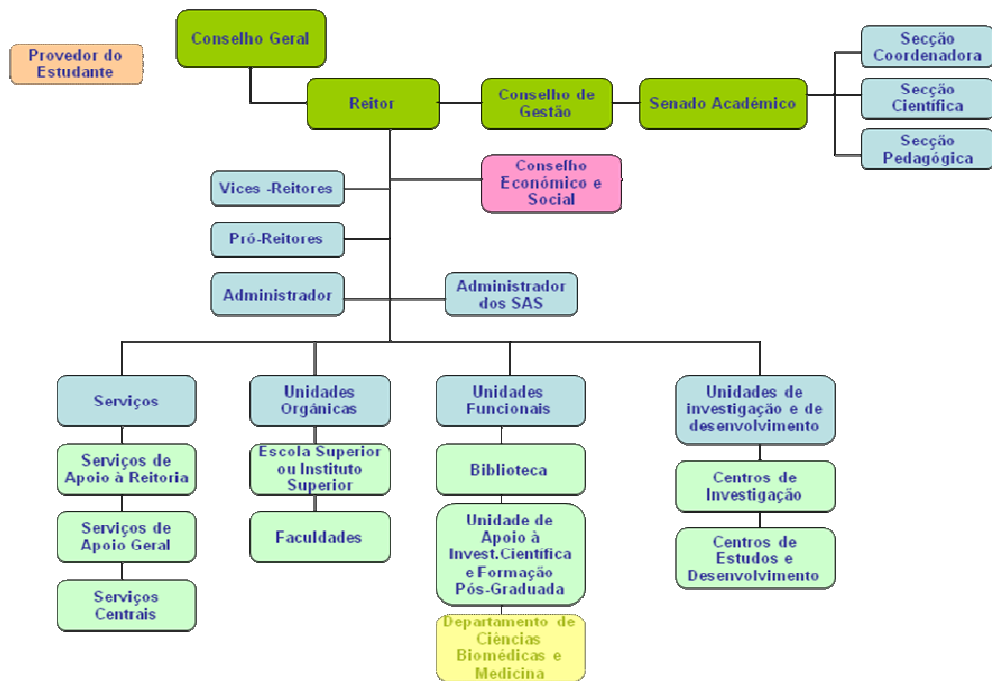 Conselho Geral
Provedor do
Estudante
Secção
Coordenadora
Reitor
Conselho de
Gestão
Senado Académico
Secção
Científica
Secção
Pedagógica
Conselho
Económico e
Social
Vices -Reitores
Pró-Reitores
Administrador
Administrador
dos SAS
Serviços
Unidades
Orgânicas
Unidades
Funcionais
Unidades de
investigação e de
desenvolvimento
Serviços de
Apoio à Reitoria
Escola Superior
ou Instituto
Superior
Biblioteca
Centros de
Investigação
Serviços de
Apoio Geral
Faculdades
Unidade de
Apoio à
Invest.Científica
e Formação
Pós-Graduada
Centros de
Estudos e
Desenvolvimento
Serviços
Centrais
Departamento de
Ciências
Biomédicas e
Medicina